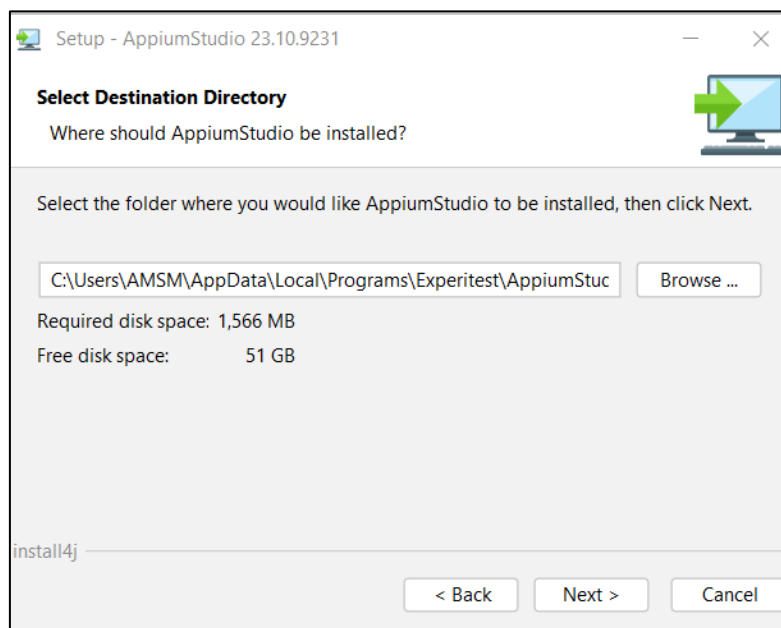 Setup - AppiumStudio 23.10.9231
Select Destination Directory
Where should AppiumStudio be installed?
Select the folder where you would like AppiumStudio to be installed, then click Next.
C:\Users\AMSM\AppData\Local\Programs\Experitest\AppiumStuc Browse ...
Required disk space: 1,566 MB
Free disk space: 51 GB
install4j
< Back Next > Cancel